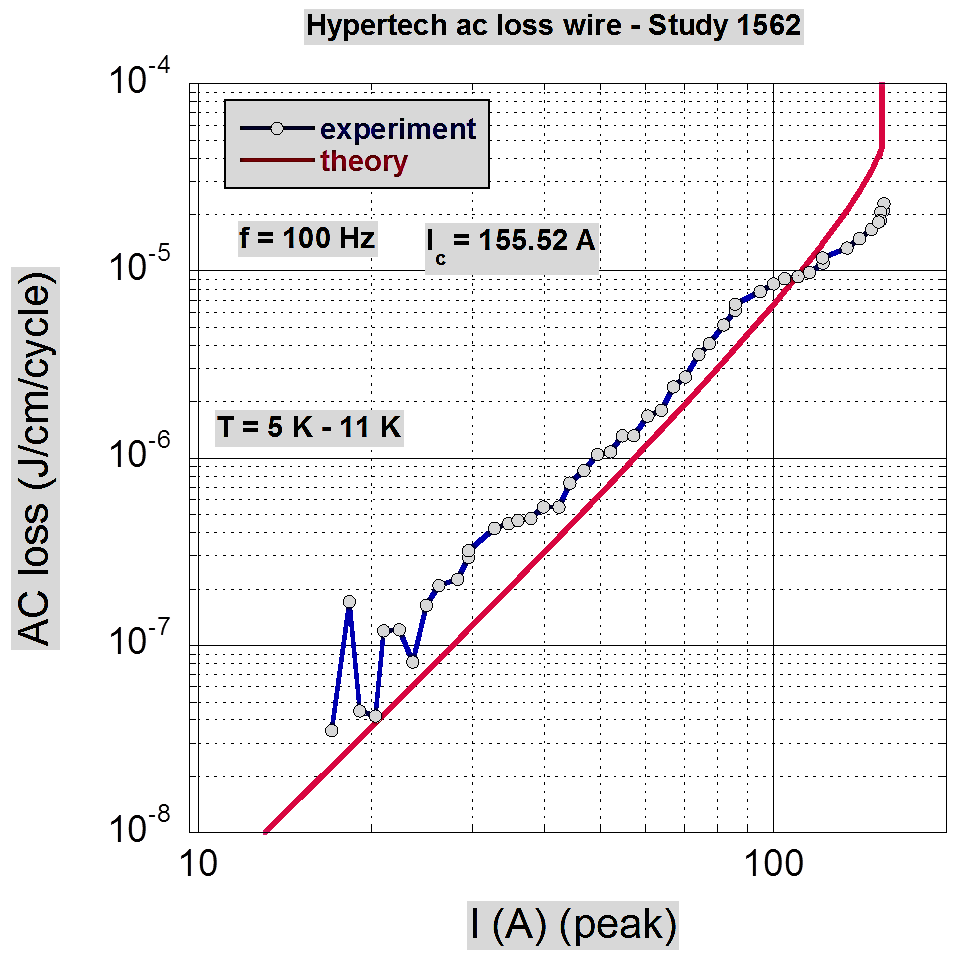 Hypertech ac loss wire - Study 1562
10-4
experiment
theory
f = 100 Hz
Ic = 155.52 A
10-5
T = 5 K - 11 K
10-6
10-7
10-8
AC loss (J/cm/cycle)
10
100
I (A) (peak)